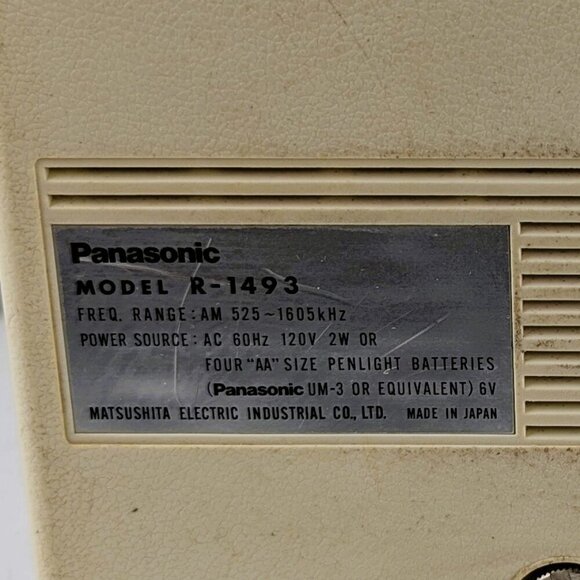 Panasonic
MODEL R-1493
FREQ. RANGE: AM 525~1605kHz
POWER SOURCE: AC 60Hz 120V 2W OR
FOUR "AA" SIZE PENLIGHT BATTERIES
(Panasonic UM-3 OR EQUIVALENT) 6V
MATSUSHITA ELECTRIC INDUSTRIAL CO., LTD. MADE IN JAPAN